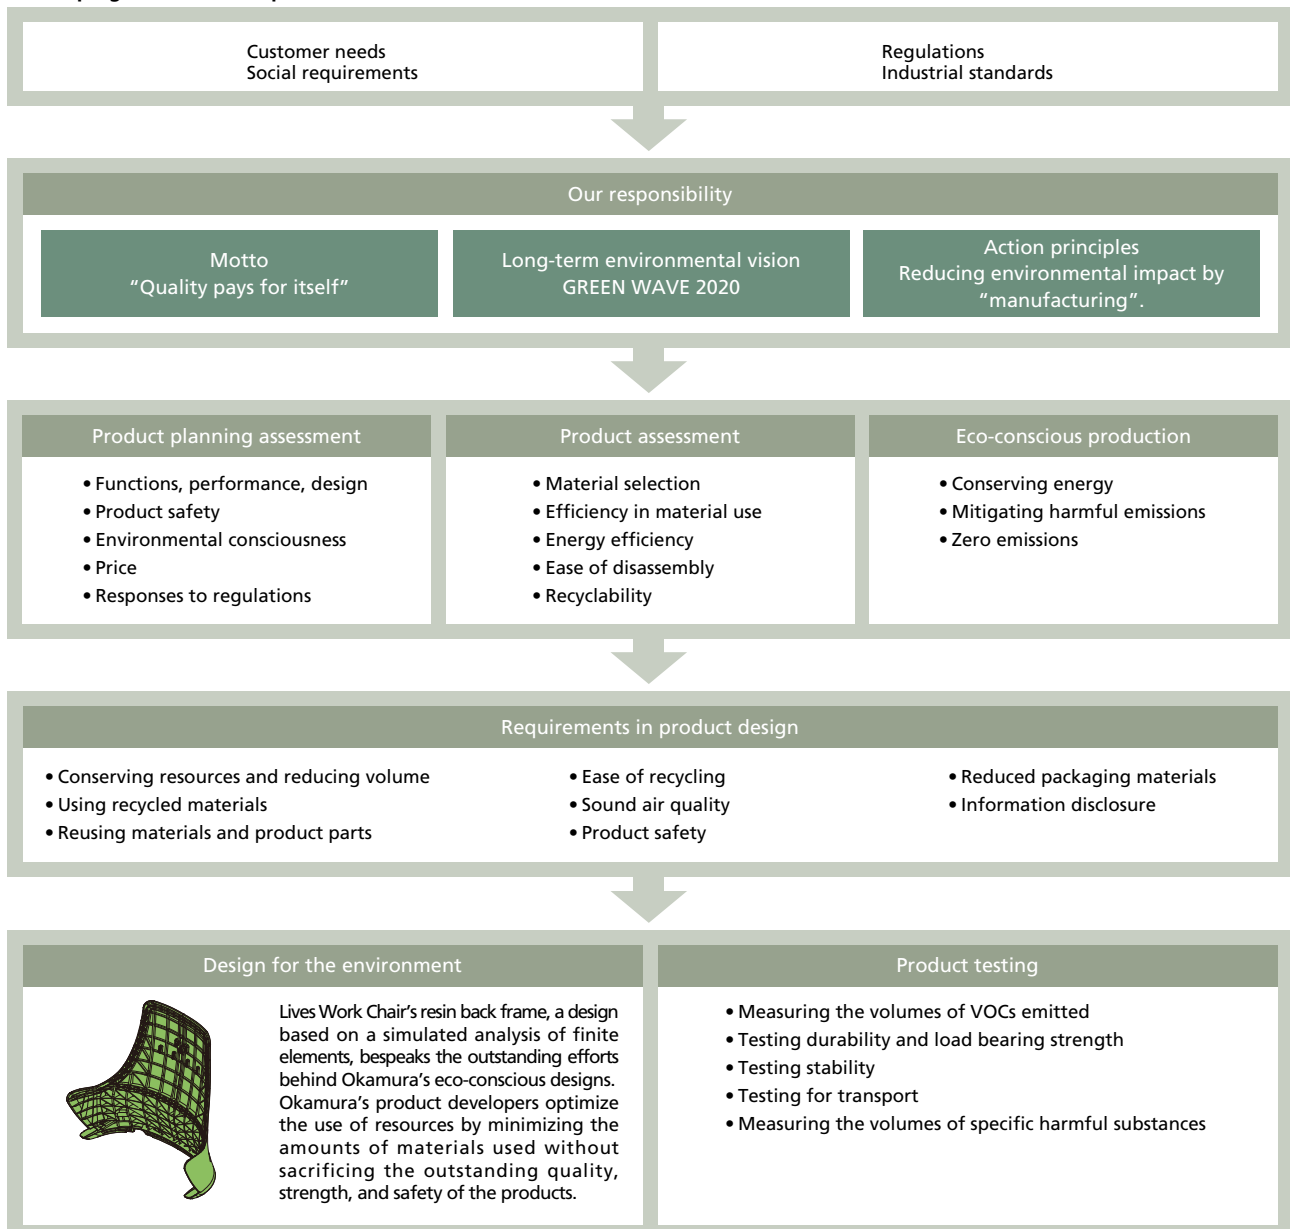 Customer needs
Social requirements
Regulations
Industrial standards
Our responsibility
Motto
“Quality pays for itself”
Long-term environmental vision
GREEN WAVE 2020
Action principles
Reducing environmental impact by
“manufacturing”.
Product planning assessment
• Functions, performance, design
• Product safety
• Environmental consciousness
• Price
• Responses to regulations
Product assessment
• Material selection
• Efficiency in material use
• Energy efficiency
• Ease of disassembly
• Recyclability
Eco-conscious production
• Conserving energy
• Mitigating harmful emissions
• Zero emissions
Requirements in product design
• Conserving resources and reducing volume
• Using recycled materials
• Reusing materials and product parts
• Ease of recycling
• Sound air quality
• Product safety
• Reduced packaging materials
• Information disclosure
Design for the environment
Lives Work Chair’s resin back frame, a design
based on a simulated analysis of finite
elements, bespeaks the outstanding efforts
behind Okamura’s eco-conscious designs.
Okamura’s product developers optimize
the use of resources by minimizing the
amounts of materials used without
sacrificing the outstanding quality,
strength, and safety of the products.
Product testing
• Measuring the volumes of VOCs emitted
• Testing durability and load bearing strength
• Testing stability
• Testing for transport
• Measuring the volumes of specific harmful substances